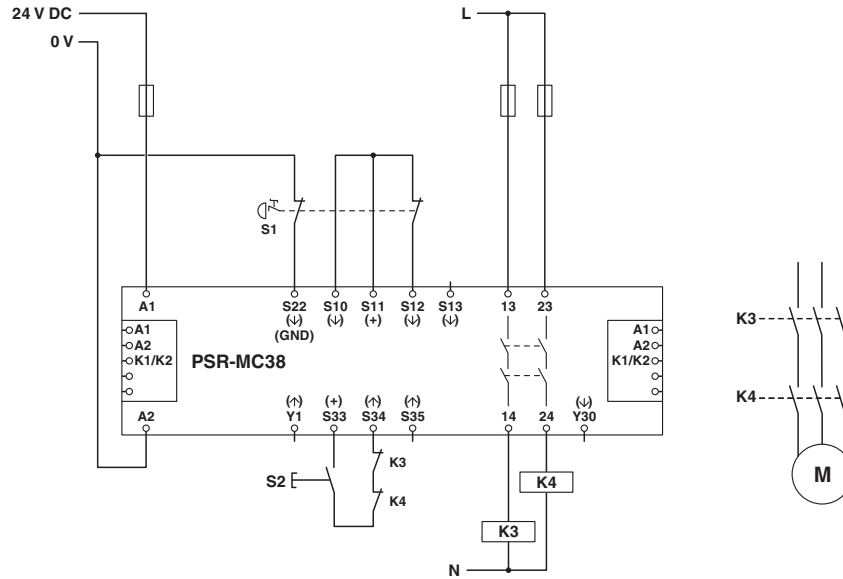 24 V DC
0 V
L
S1
A1 S22 S10 S11 S12 S13 13 23
(↓) (↓) (+) (↓) (↓)
(GND)
A1
A2
K1/K2
PSR-MC38
A1
A2
K1/K2
(↑) (+) (↑) (↑) (↓)
A2 Y1 S33 S34 S35 14 24 Y30
S2
K3
K4
K4
K3
N
K3
K4
M